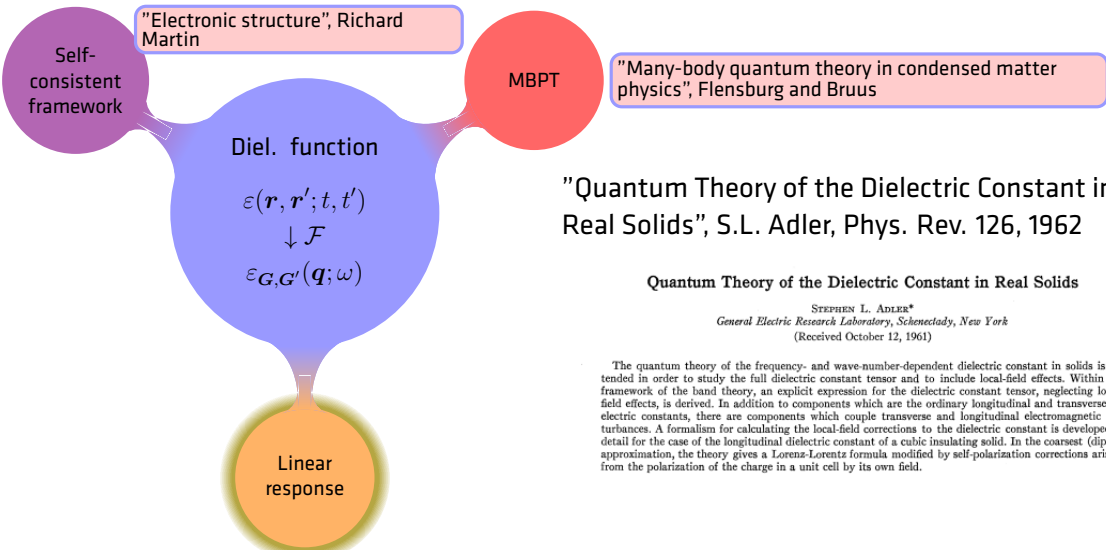 "Electronic structure", Richard
Martin
Self-
consistent
framework
MBPT
"Many-body quantum theory in condensed matter
physics", Flensburg and Bruus
Diel. function
ε(r, r′; t, t′)
↓ F
ε_{G,G′}(q; ω)
Linear
response
"Quantum Theory of the Dielectric Constant in
Real Solids", S.L. Adler, Phys. Rev. 126, 1962
Quantum Theory of the Dielectric Constant in Real Solids
Stephen L. Adler*
General Electric Research Laboratory, Schenectady, New York
(Received October 12, 1961)
The quantum theory of the frequency- and wave-number-dependent dielectric constant in solids is
tended in order to study the full dielectric constant tensor and to include local-field effects. Within
framework of the band theory, an explicit expression for the dielectric constant tensor, neglecting lo
field effects, is derived. In addition to components which are the ordinary longitudinal and transverse
electric constants, there are components which couple transverse and longitudinal electromagnetic
turbances. A formalism for calculating the local-field corrections to the dielectric constant is develope
detail for the case of the longitudinal dielectric constant of a cubic insulating solid. In the coarsest (dip
approximation, the theory gives a Lorenz-Lorentz formula modified by self-polarization corrections ari
from the polarization of the charge in a unit cell by its own field.